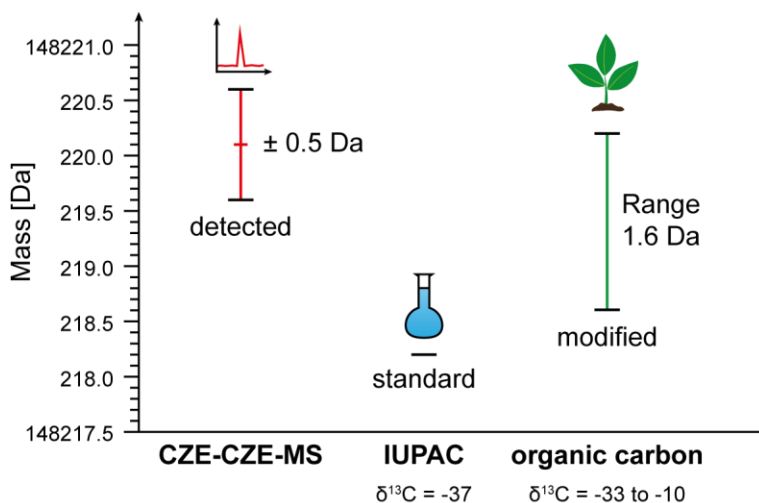 148221.0
220.5
220.0
219.5
219.0
218.5
218.0
148217.5
Mass [Da]
± 0.5 Da
detected
standard
Range
1.6 Da
modified
CZE-CZE-MS
IUPAC
organic carbon
δ¹³C = -37
δ¹³C = -33 to -10